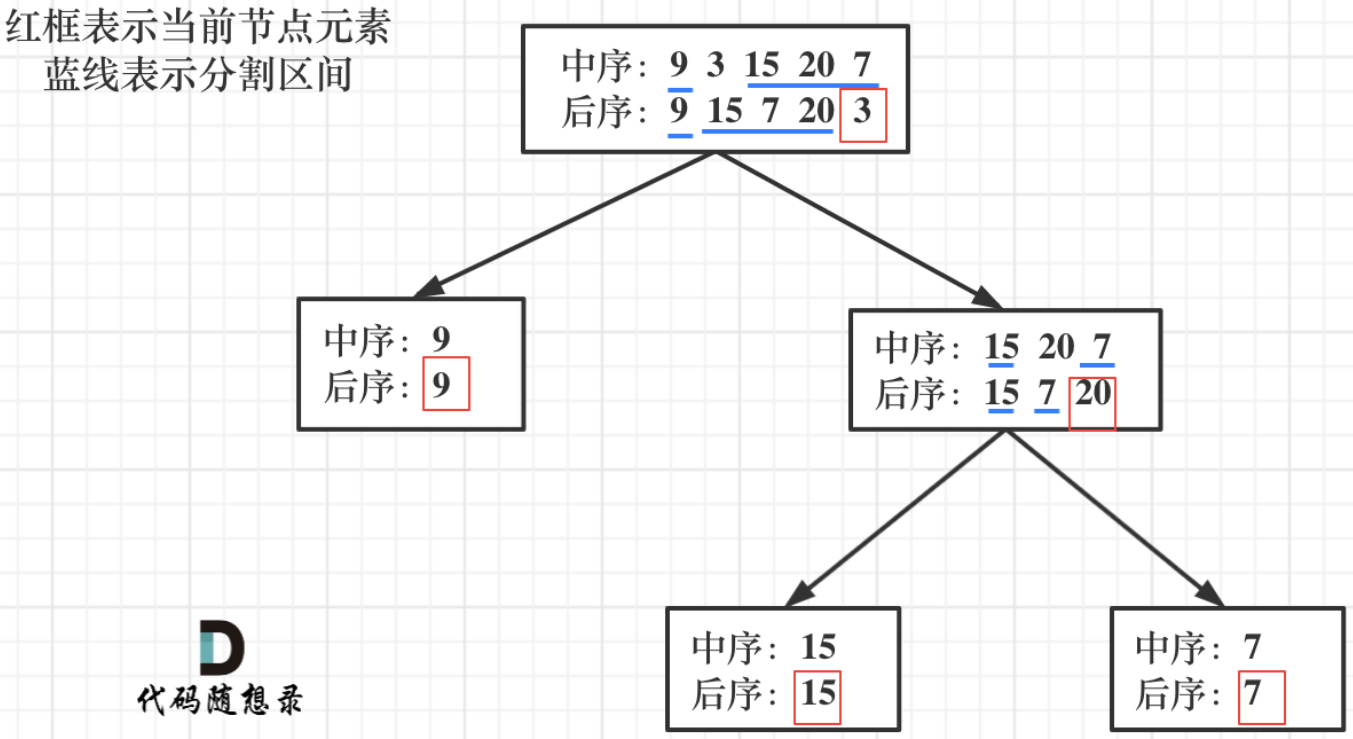 红框表示当前节点元素
蓝线表示分割区间
中序: 9 3 15 20 7
后序: 9 15 7 20 3
中序: 9
后序: 9
中序: 15 20 7
后序: 15 7 20
中序: 15
后序: 15
中序: 7
后序: 7
代码随想录